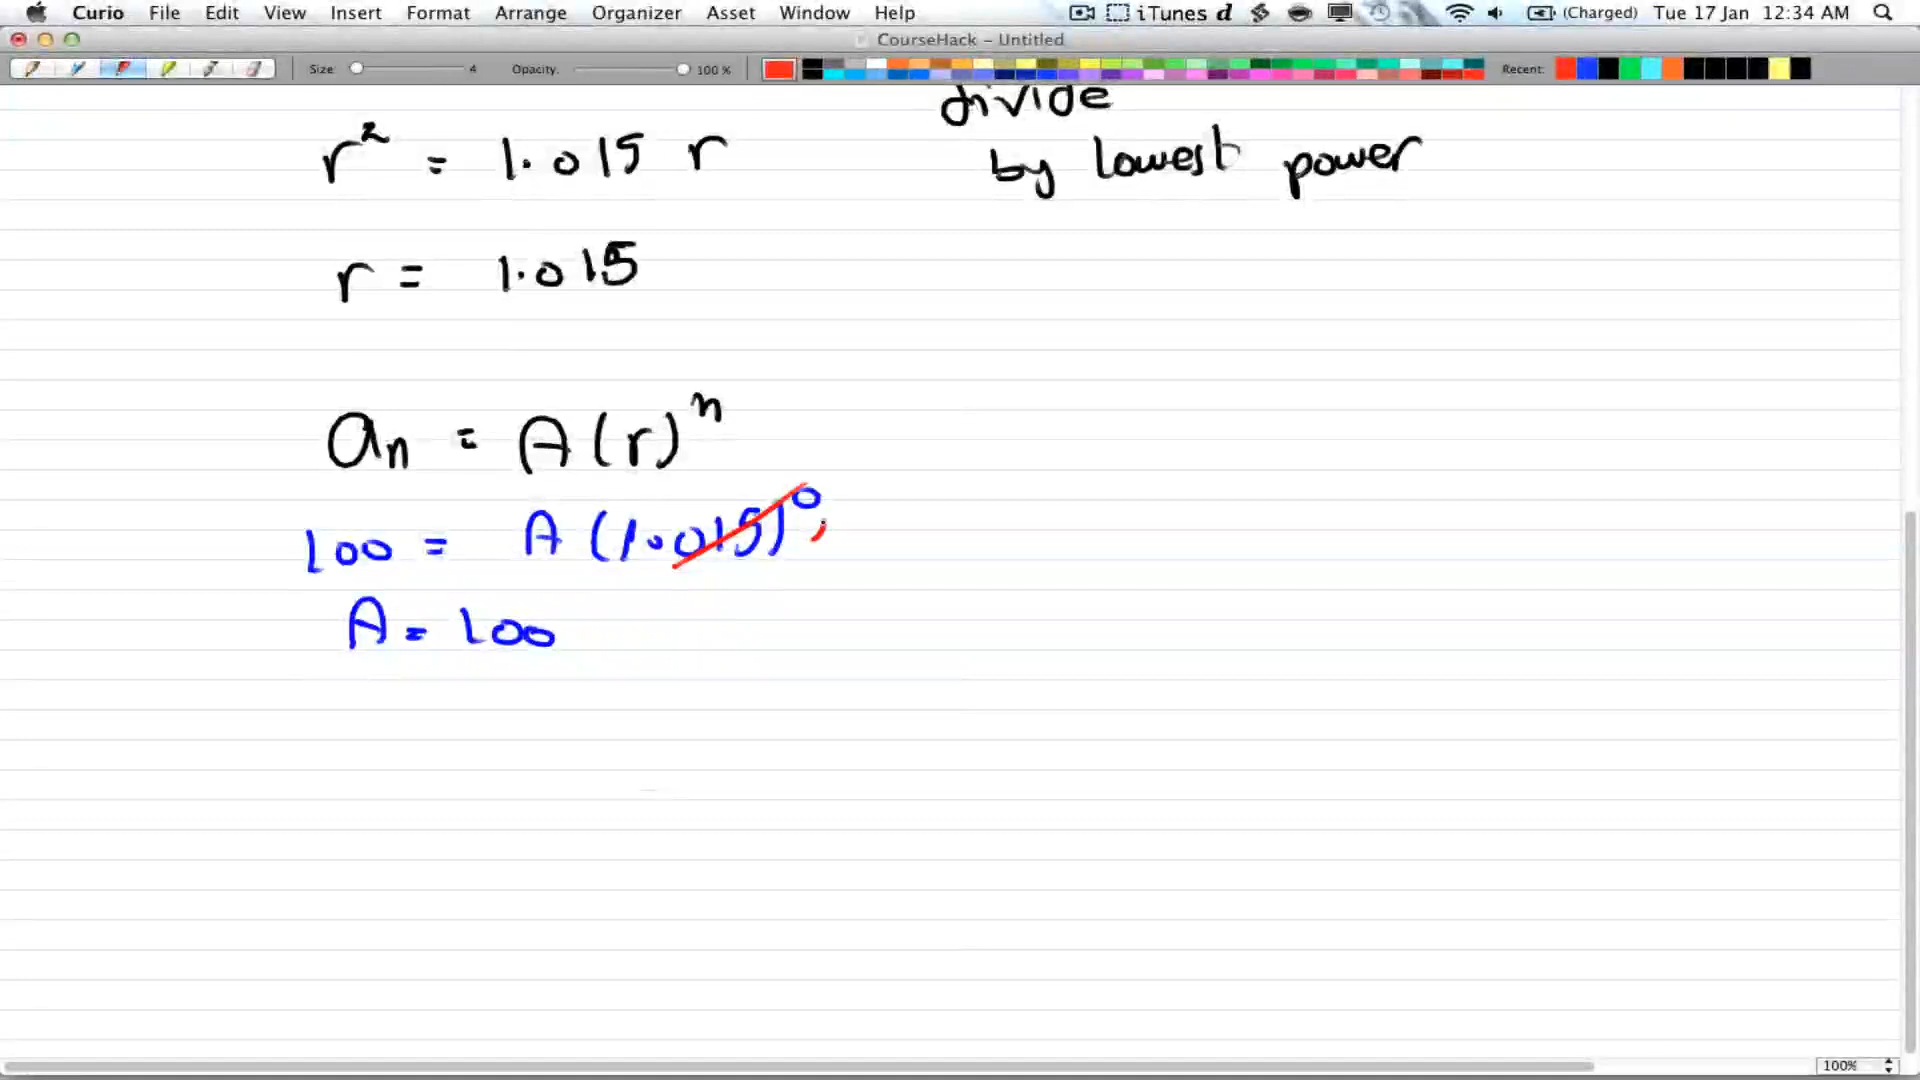 Curio File Edit View Insert Format Arrange Organizer Asset Window Help iTunes (Charged) Tue 17 Jan 12:34 AM
CourseHack – Untitled
Size: 4 Opacity: 100 % Recent:
divide
r² = 1.015 r by lowest power
r = 1.015
an = A(r)ⁿ
100 = A(1.015)⁰
A = 100
100%